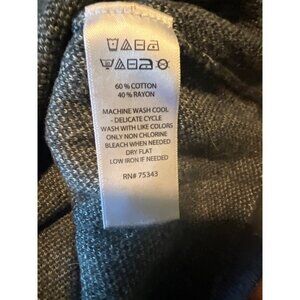 60% COTTON
40% RAYON
MACHINE WASH COOL
- DELICATE CYCLE
WASH WITH LIKE COLORS
ONLY NON CHLORINE
BLEACH WHEN NEEDED
DRY FLAT
LOW IRON IF NEEDED
RN# 75343